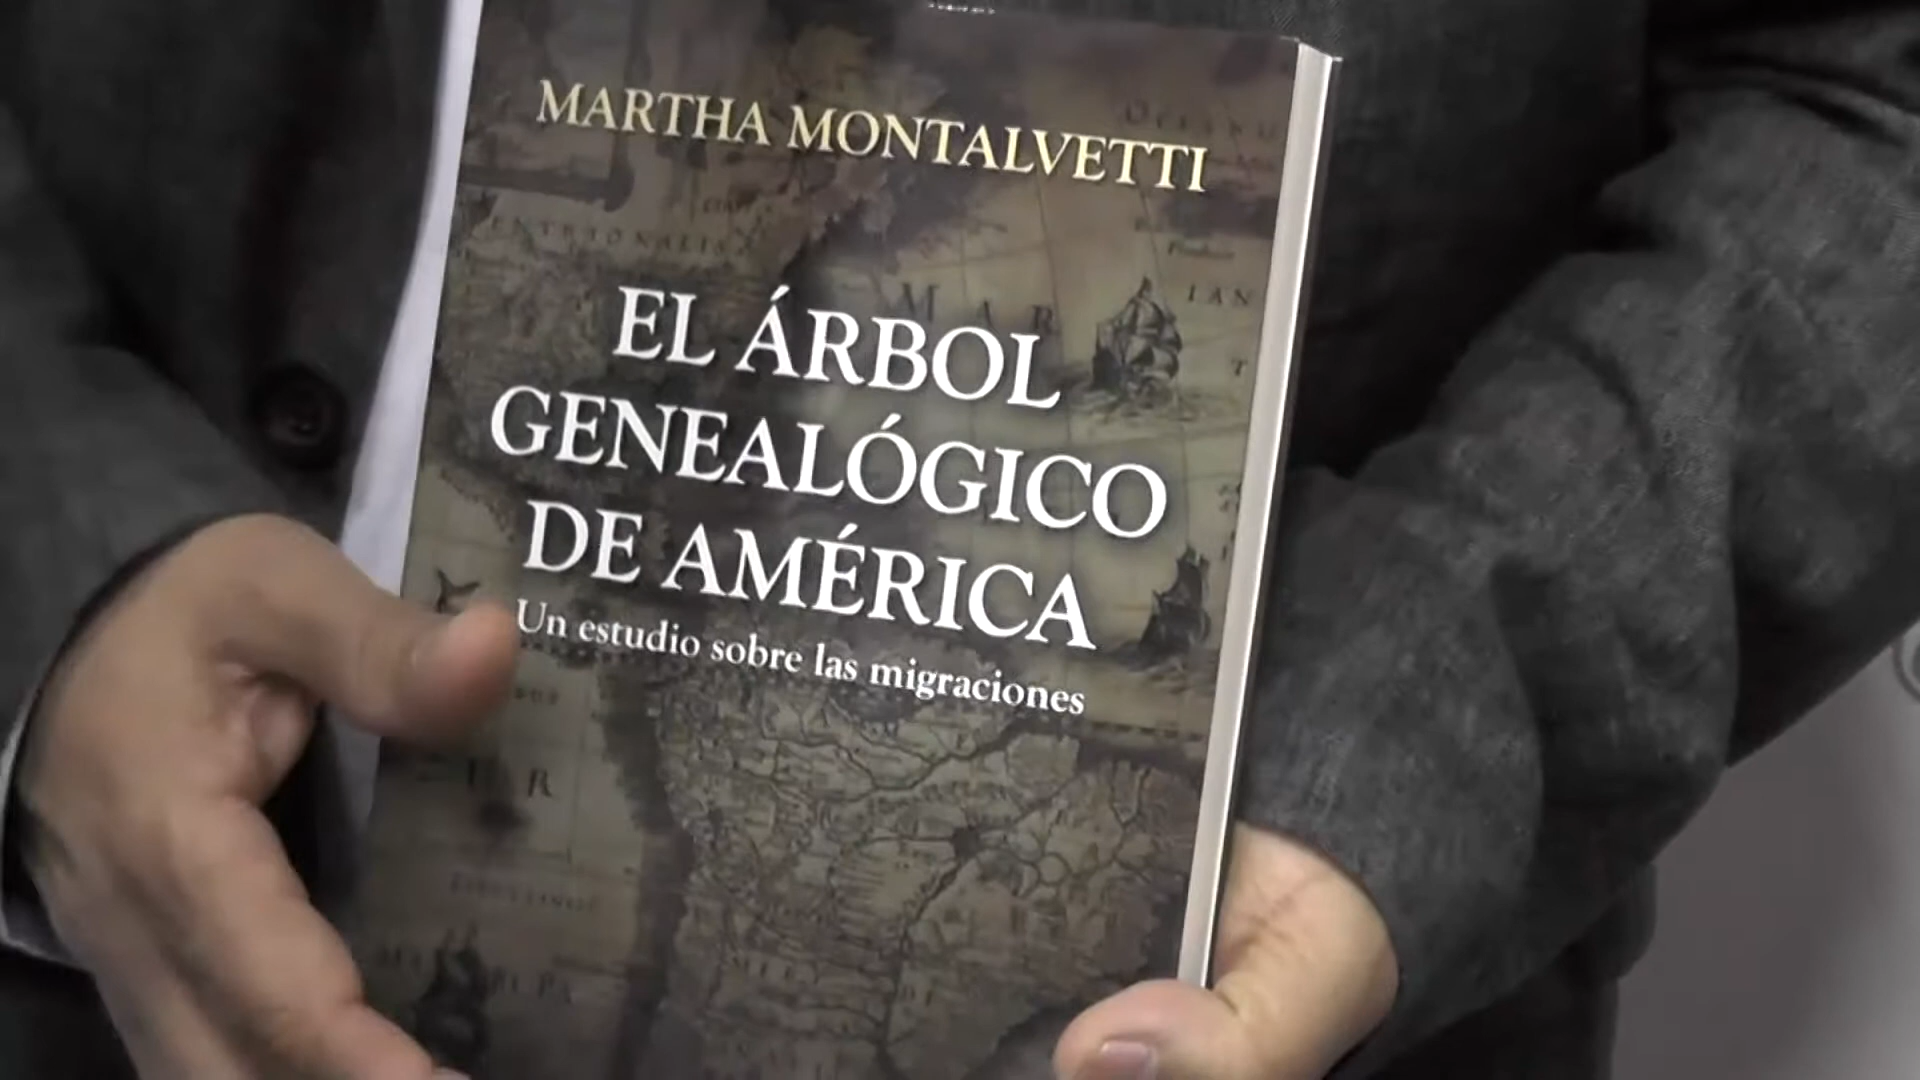 MARTHA MONTALVETTI
EL ÁRBOL
GENEALÓGICO
DE AMÉRICA
Un estudio sobre las migraciones
M A R
I A N